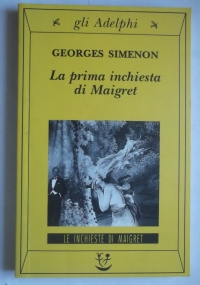 gli Adelphi
GEORGES SIMENON
La prima inchiesta
di Maigret
LE INCHIESTE DI MAIGRET